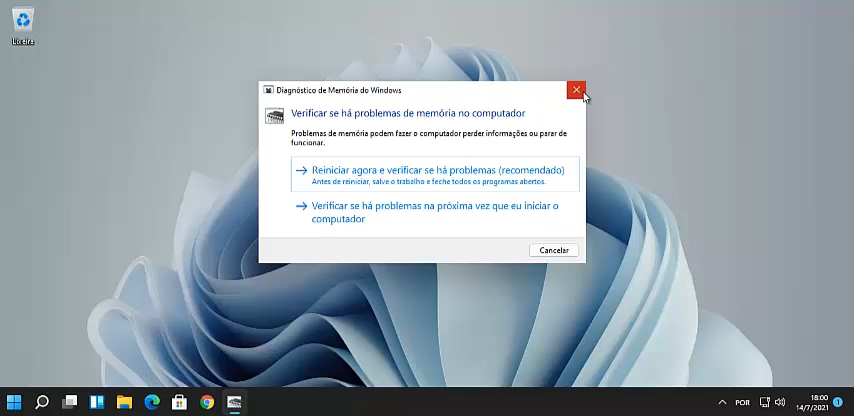 Lixeira
Diagnóstico de Memória do Windows
Verificar se há problemas de memória no computador
Problemas de memória podem fazer o computador perder informações ou parar de
funcionar.
Reiniciar agora e verificar se há problemas (recomendado)
Antes de reiniciar, salve o trabalho e feche todos os programas abertos.
Verificar se há problemas na próxima vez que eu iniciar o
computador
Cancelar
POR
18:00
14/7/2021
1